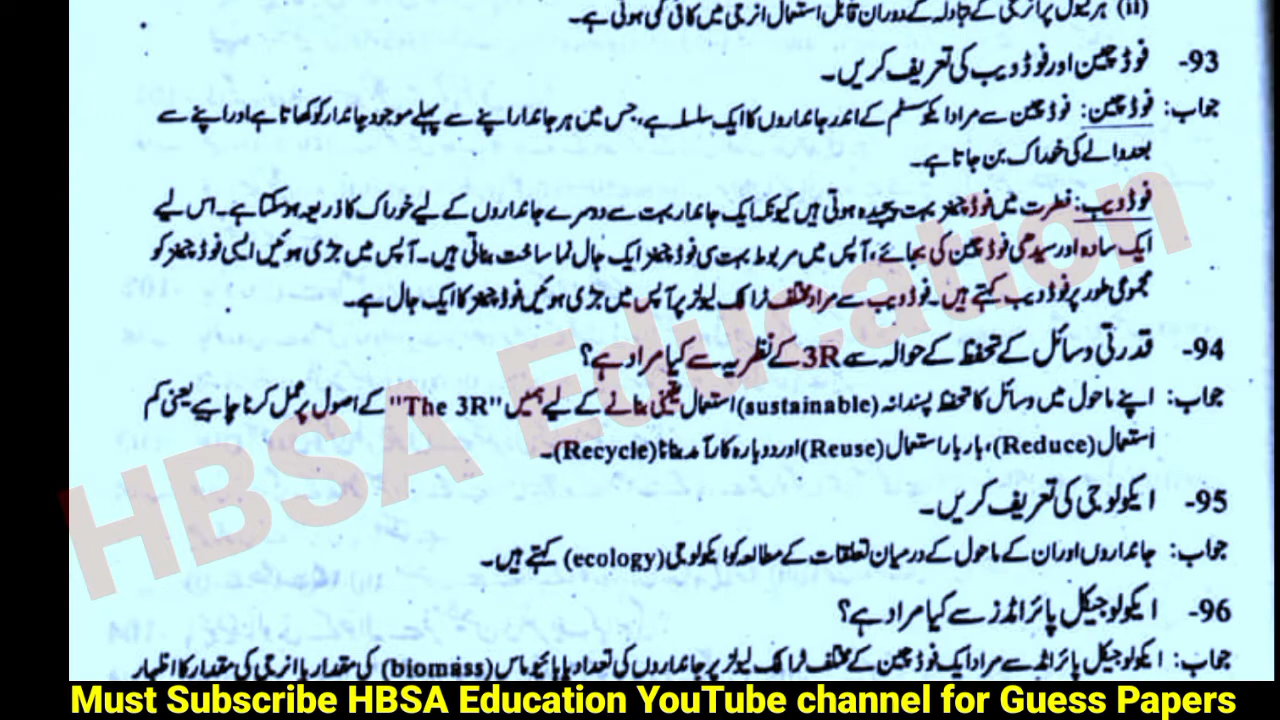 (ii) ہر لیول پر انرجی کے تبادلہ کے دوران قابل استعمال انرجی میں کافی کمی ہوتی ہے۔
93- فوڈ چین اور فوڈ ویب کی تعریف کریں۔
جواب: فوڈ چین: فوڈ چین سے مراد ایکوسسٹم کے اندر جانداروں کا ایک سلسلہ ہے، جس میں ہر جاندار اپنے سے پہلے موجود جاندار کو کھاتا ہے اور اپنے سے
بعد والے کی خوراک بن جاتا ہے۔
فوڈ ویب: فطرت میں فوڈ چینز بہت پیچیدہ ہوتی ہیں کیونکہ ایک جاندار بہت سے دوسرے جانداروں کے لیے خوراک کا ذریعہ ہو سکتا ہے۔ اس لیے
ایک سادہ اور سیدھی فوڈ چین کی بجائے، آپس میں مربوط بہت سی فوڈ چینز ایک جال نما ساخت بناتی ہیں۔ آپس میں جڑی ہوئیں ایسی فوڈ چینز کو
مجموعی طور پر فوڈ ویب کہتے ہیں۔ فوڈ ویب سے مراد مختلف ٹرافک لیولز پر آپس میں جڑی ہوئیں فوڈ چینز کا ایک جال ہے۔
94- قدرتی وسائل کے تحفظ کے حوالہ سے 3R کے نظریہ سے کیا مراد ہے؟
جواب: اپنے ماحول میں وسائل کا تحفظ پسندانہ (sustainable) استعمال یقینی بنانے کے لیے ہمیں "The 3R" کے اصول پر عمل کرنا چاہیے یعنی کم
استعمال (Reduce)، بار بار استعمال (Reuse) اور دوبارہ کارآمد بنانا (Recycle)۔
95- ایکولوجی کی تعریف کریں۔
جواب: جانداروں اور ان کے ماحول کے درمیان تعلقات کے مطالعہ کو ایکولوجی (ecology) کہتے ہیں۔
96- ایکولوجیکل پائرامڈز سے کیا مراد ہے؟
جواب: ایکولوجیکل پائرامڈ سے مراد ایک فوڈ چین کے مختلف ٹرافک لیولز پر جانداروں کی تعداد یا بائیوماس (biomass) کی مقدار یا انرجی کی مقدار کا اظہار
HBSA Education
Must Subscribe HBSA Education YouTube channel for Guess Papers